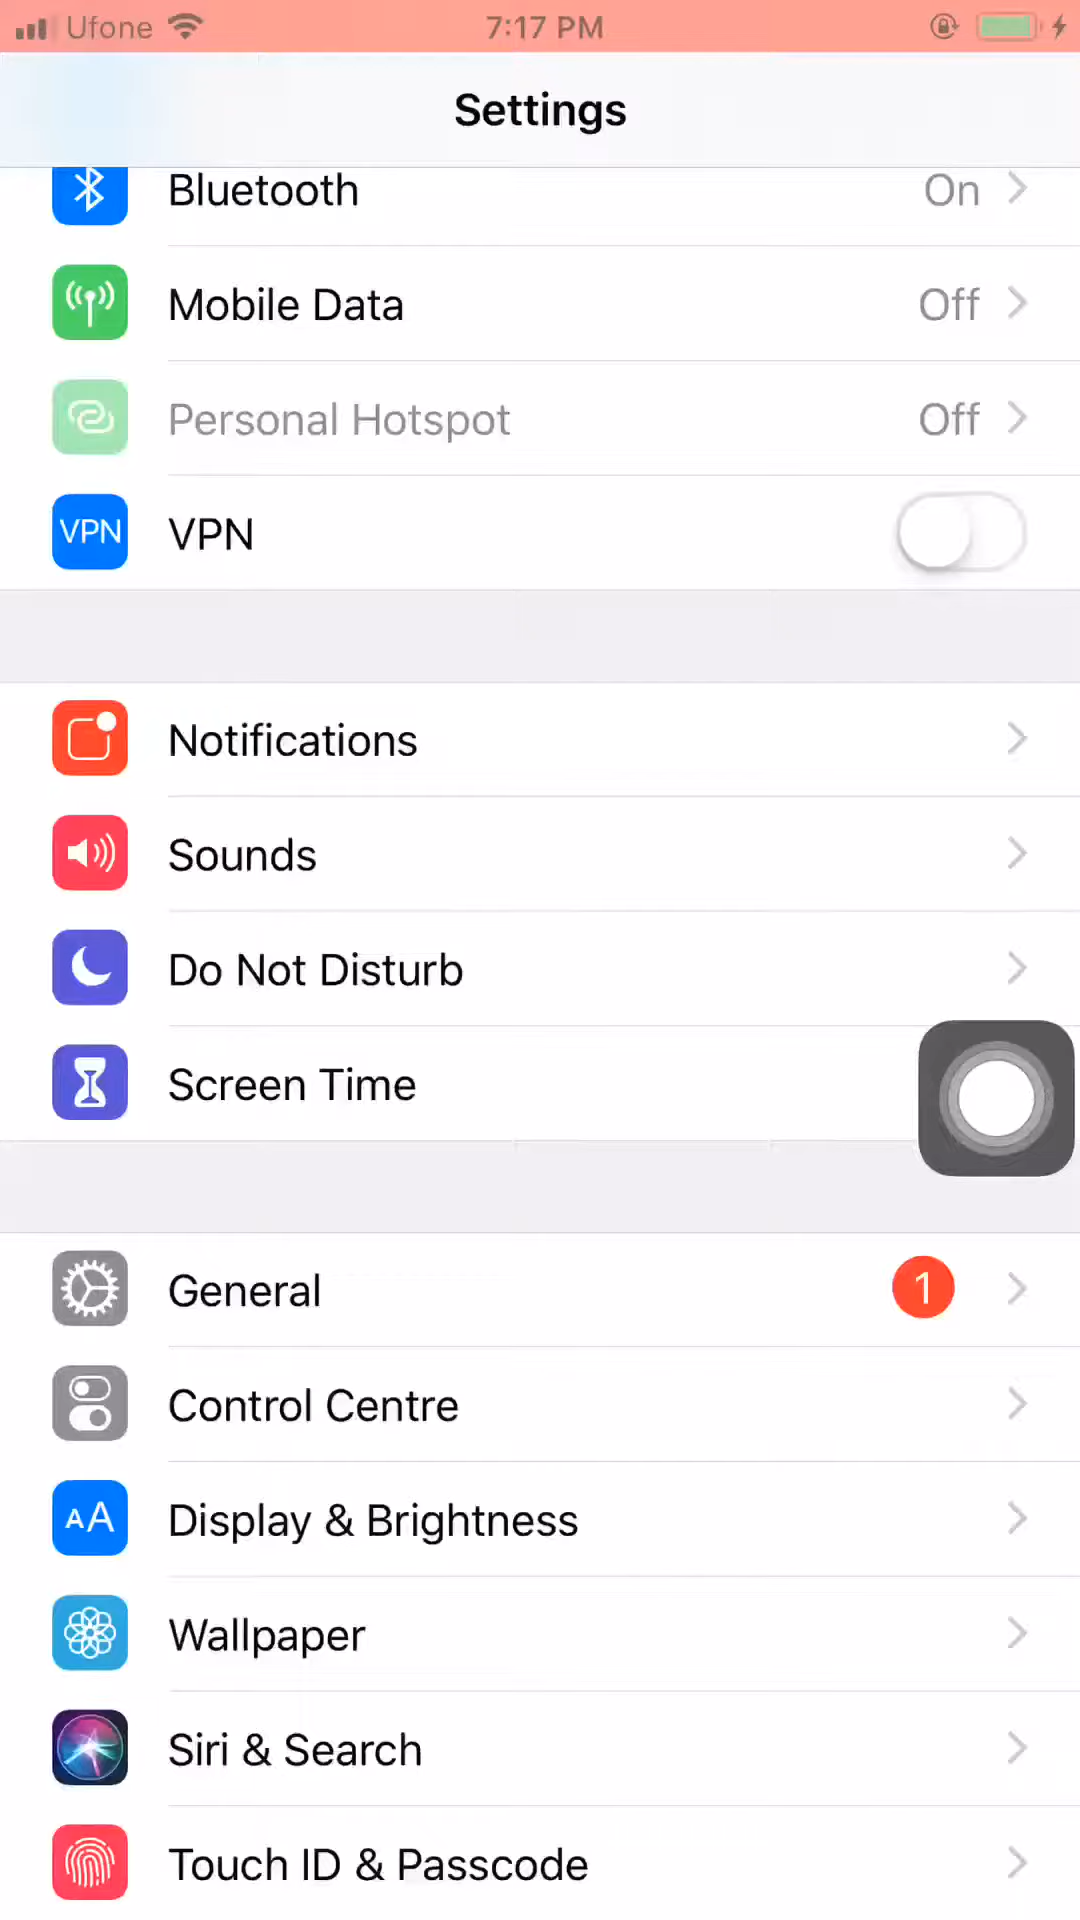 Ufone 7:17 PM
Settings
Bluetooth On
Mobile Data Off
Personal Hotspot Off
VPN VPN
Notifications
Sounds
Do Not Disturb
Screen Time
General 1
Control Centre
AA Display & Brightness
Wallpaper
Siri & Search
Touch ID & Passcode